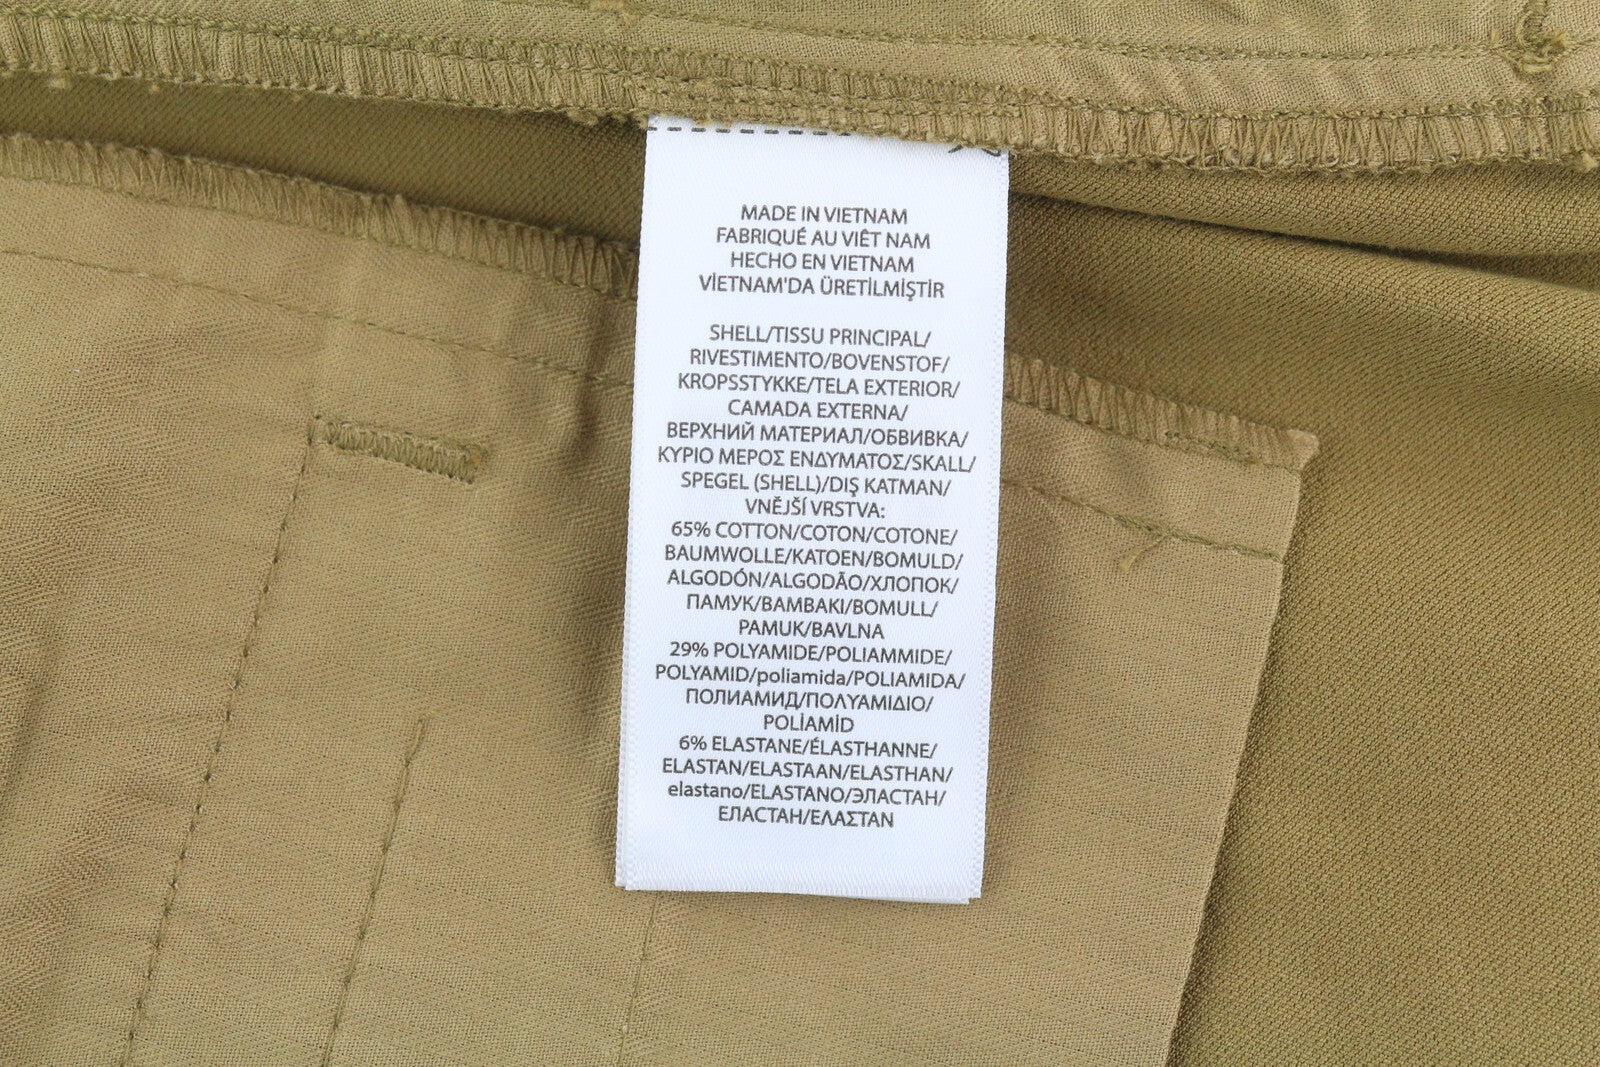 MADE IN VIETNAM
FABRIQUÉ AU VIÊT NAM
HECHO EN VIETNAM
VİETNAM'DA ÜRETİLMİŞTİR
SHELL/TISSU PRINCIPAL/
RIVESTIMENTO/BOVENSTOF/
KROPSSTYKKE/TELA EXTERIOR/
CAMADA EXTERNA/
ВЕРХНИЙ МАТЕРИАЛ/ОБВИВКА/
ΚΥΡΙΟ ΜΕΡΟΣ ΕΝΔΥΜΑΤΟΣ/SKALL/
SPEGEL (SHELL)/DIŞ KATMAN/
VNĚJŠÍ VRSTVA:
65% COTTON/COTON/COTONE/
BAUMWOLLE/KATOEN/BOMULD/
ALGODÓN/ALGODÃO/ХЛОПОК/
ПАМУК/ΒΑΜΒΑΚΙ/BOMULL/
PAMUK/BAVLNA
29% POLYAMIDE/POLIAMMIDE/
POLYAMID/poliamida/POLIAMIDA/
ПОЛИАМИД/ΠΟΛΥΑΜΙΔΙΟ/
POLİAMİD
6% ELASTANE/ÉLASTHANNE/
ELASTAN/ELASTAAN/ELASTHAN/
elastano/ELASTANO/ЭЛАСТАН/
ЕЛАСТАН/ΕΛΑΣΤΑΝ